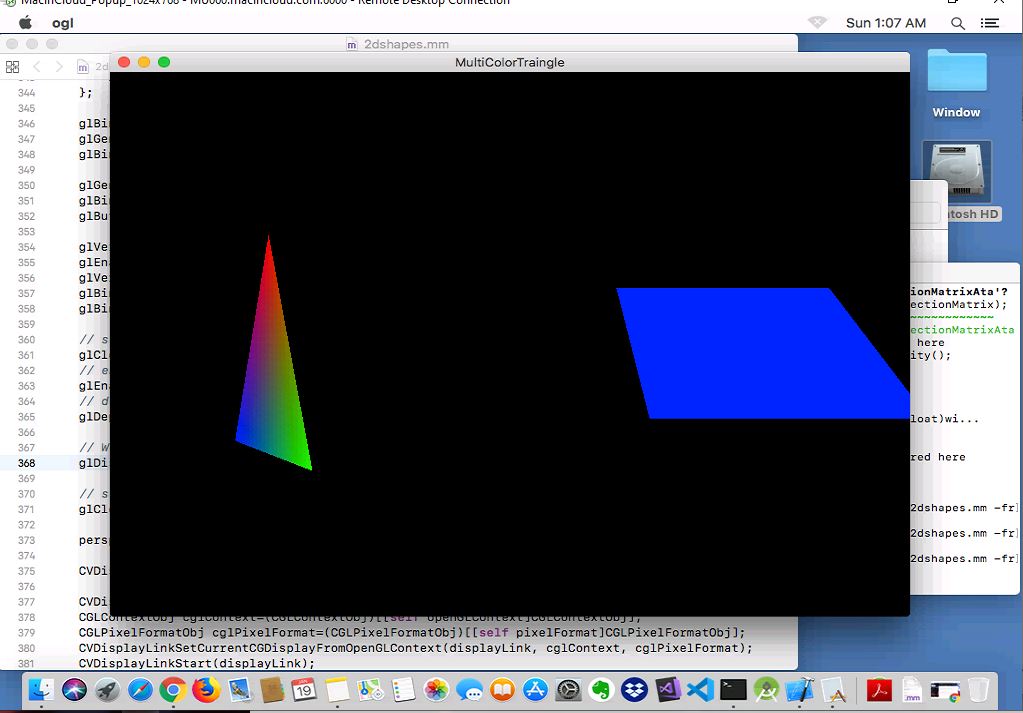 MacinCloud_Popup_1024x768 - MU000.macincloud.com:6000 - Remote Desktop Connection
ogl
Sun 1:07 AM
2dshapes.mm
MultiColorTraingle
Window
344 };
345
346 glBi
347 glGe
348 glBi
349
350 glGe
351 glBi
352 glBu
353
354 glVe
355 glEn
356 glVe
357 glBi
358 glBi
359
360 // s
361 glCl
362 // e
363 glEn
364 // d
365 glDe
366
367 // W
368 glDi
369
370 // s
371 glCl
372
373 pers
374
375 CVDi
376
377 CVDi
378 CGLContextObj cglContext=(CGLContextObj)[[self openGLContext]CGLContextObj];
379 CGLPixelFormatObj cglPixelFormat=(CGLPixelFormatObj)[[self pixelFormat]CGLPixelFormatObj];
380 CVDisplayLinkSetCurrentCGDisplayFromOpenGLContext(displayLink, cglContext, cglPixelFormat);
381 CVDisplayLinkStart(displayLink);
tosh HD
ionMatrixAta'?
ectionMatrix);
~~~~~~~~~~~~
ectionMatrixAta
here
ity();
loat)wi...
red here
2dshapes.mm -fr
2dshapes.mm -fr
2dshapes.mm -fr
JAN
19
.mm